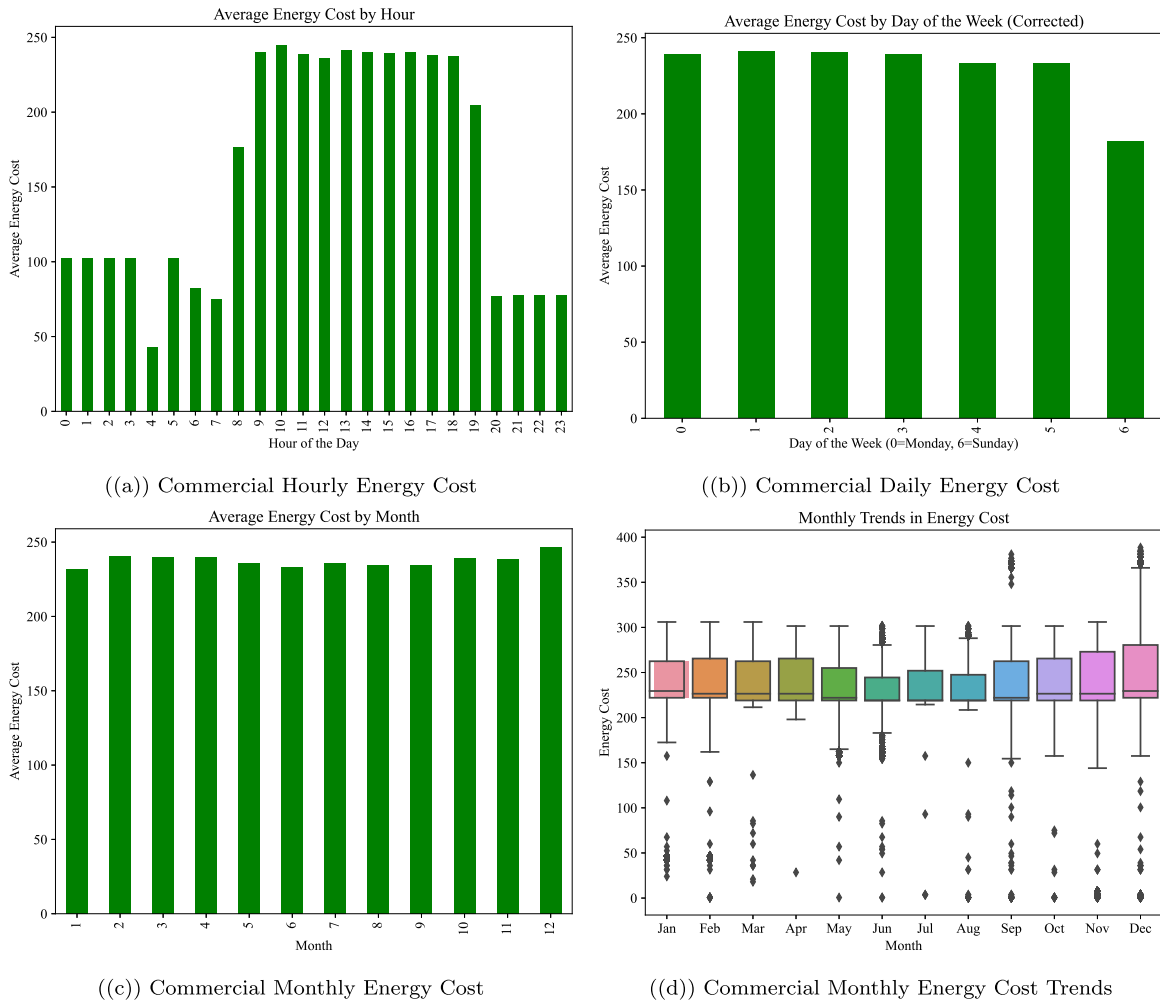 Average Energy Cost by Hour
250
200
150
100
50
0
Average Energy Cost
0 1 2 3 4 5 6 7 8 9 10 11 12 13 14 15 16 17 18 19 20 21 22 23
Hour of the Day
((a)) Commercial Hourly Energy Cost
Average Energy Cost by Day of the Week (Corrected)
250
200
150
100
50
0
Average Energy Cost
0 1 2 3 4 5 6
Day of the Week (0=Monday, 6=Sunday)
((b)) Commercial Daily Energy Cost
Average Energy Cost by Month
250
200
150
100
50
0
Average Energy Cost
1 2 3 4 5 6 7 8 9 10 11 12
Month
((c)) Commercial Monthly Energy Cost
Monthly Trends in Energy Cost
400
350
300
250
200
150
100
50
0
Energy Cost
Jan Feb Mar Apr May Jun Jul Aug Sep Oct Nov Dec
Month
((d)) Commercial Monthly Energy Cost Trends